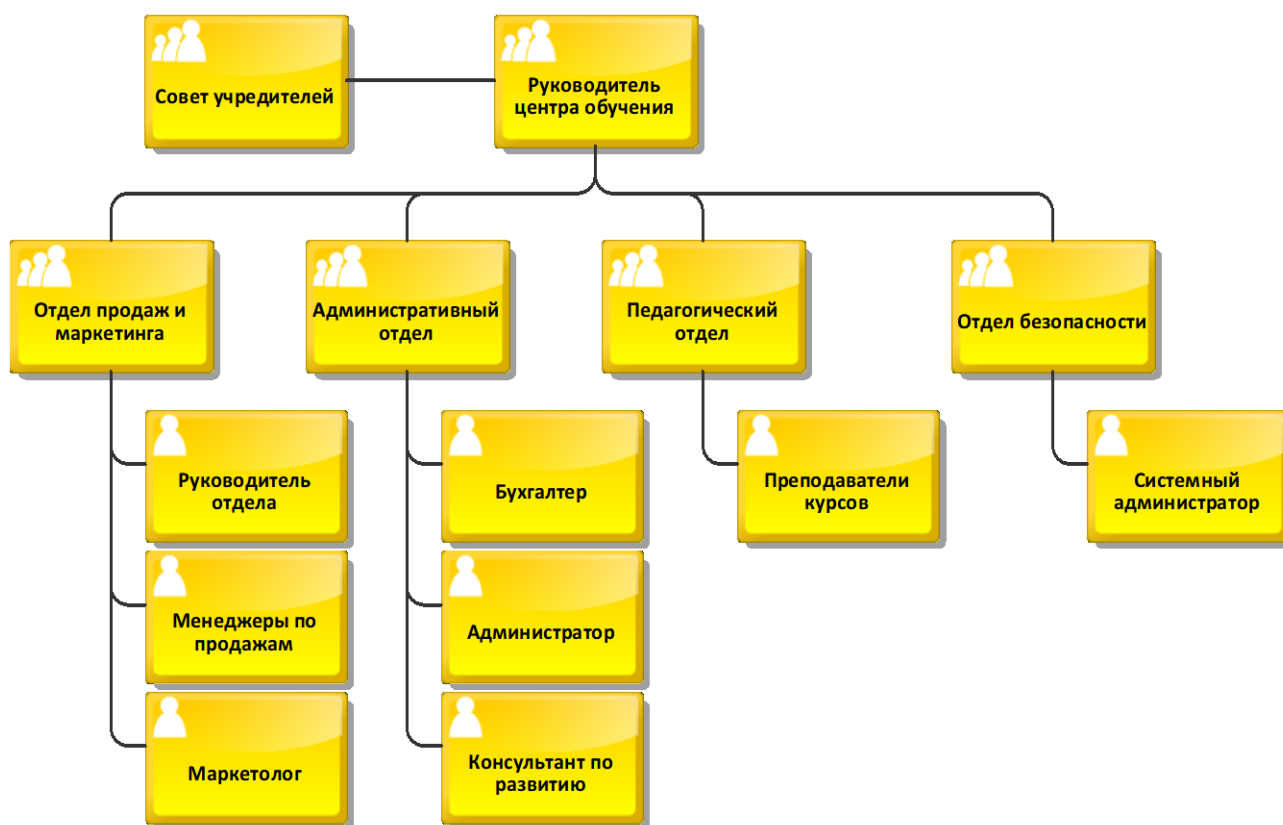 Совет учредителей
Руководитель
центра обучения
Отдел продаж и
маркетинга
Административный
отдел
Педагогический
отдел
Отдел безопасности
Руководитель
отдела
Бухгалтер
Преподаватели
курсов
Системный
администратор
Менеджеры по
продажам
Администратор
Маркетолог
Консультант по
развитию